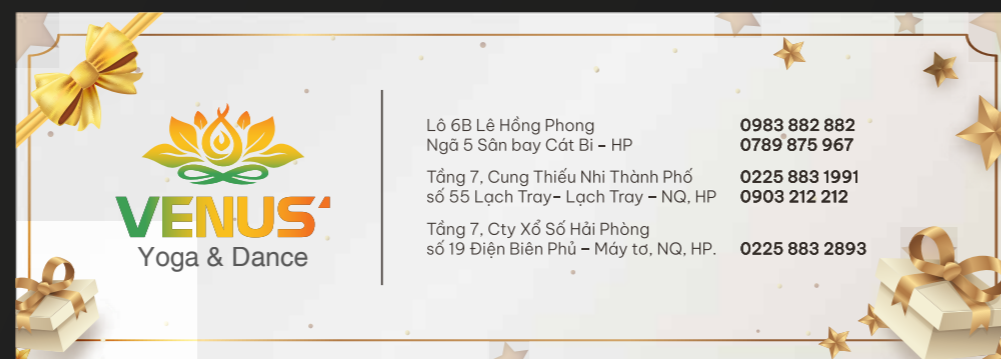 VENUS'
Yoga & Dance
Lô 6B Lê Hồng Phong
Ngã 5 Sân bay Cát Bi – HP
0983 882 882
0789 875 967
Tầng 7, Cung Thiếu Nhi Thành Phố
số 55 Lạch Tray– Lạch Tray – NQ, HP
0225 883 1991
0903 212 212
Tầng 7, Cty Xổ Số Hải Phòng
số 19 Điện Biên Phủ – Máy tơ, NQ, HP.
0225 883 2893